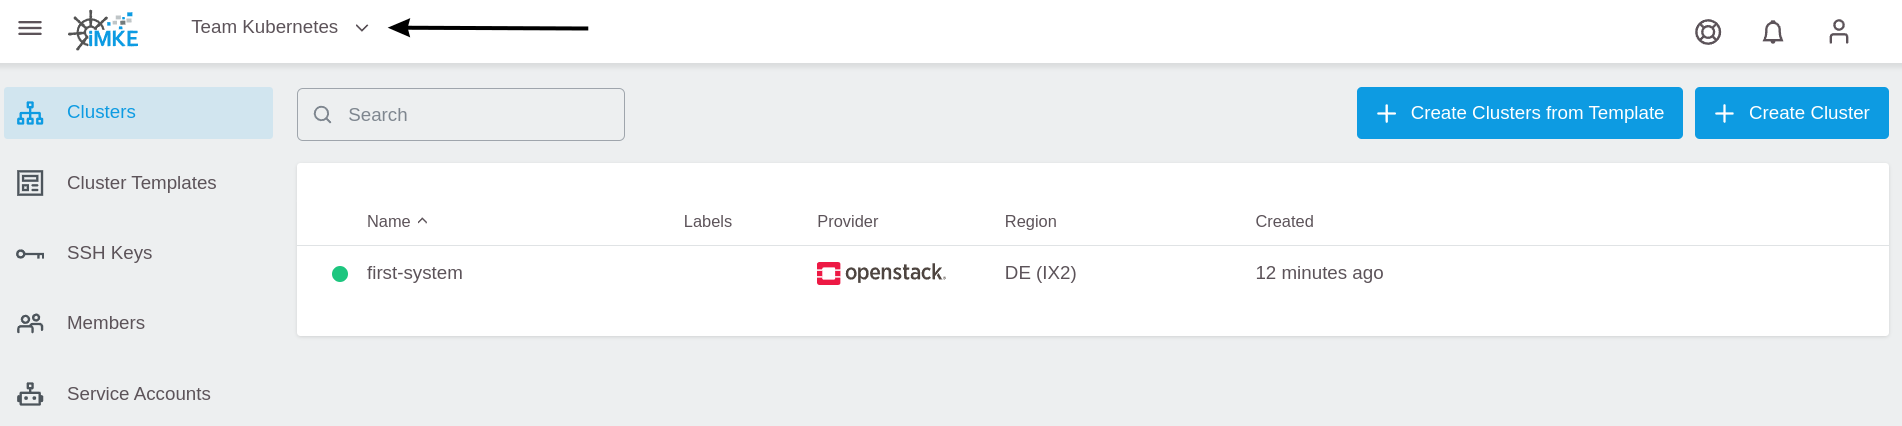 iMKE
Team Kubernetes
Clusters
Search
Create Clusters from Template
Create Cluster
Cluster Templates
Name Labels Provider Region Created
SSH Keys
first-system openstack. DE (IX2) 12 minutes ago
Members
Service Accounts